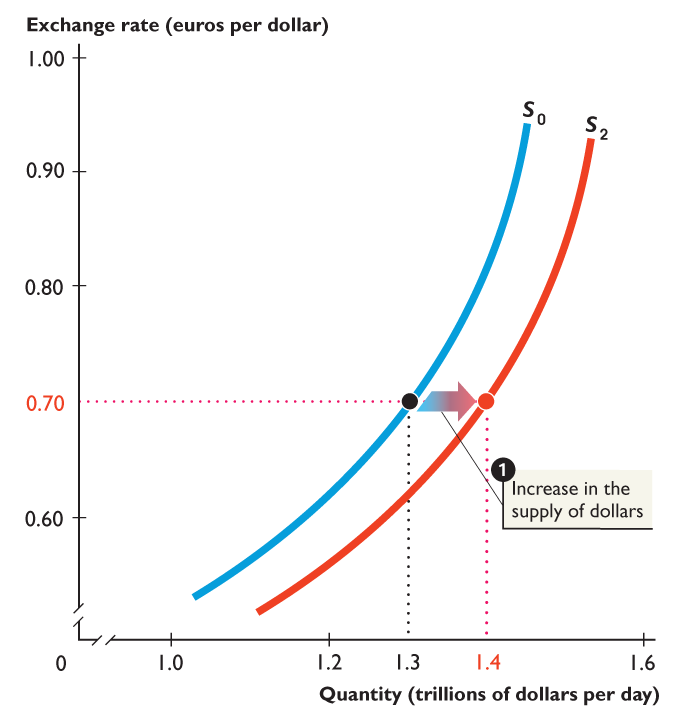 Exchange rate (euros per dollar)
1.00
0.90
0.80
0.70
0.60
0
S0
S2
1
Increase in the
supply of dollars
1.0
1.2
1.3
1.4
1.6
Quantity (trillions of dollars per day)